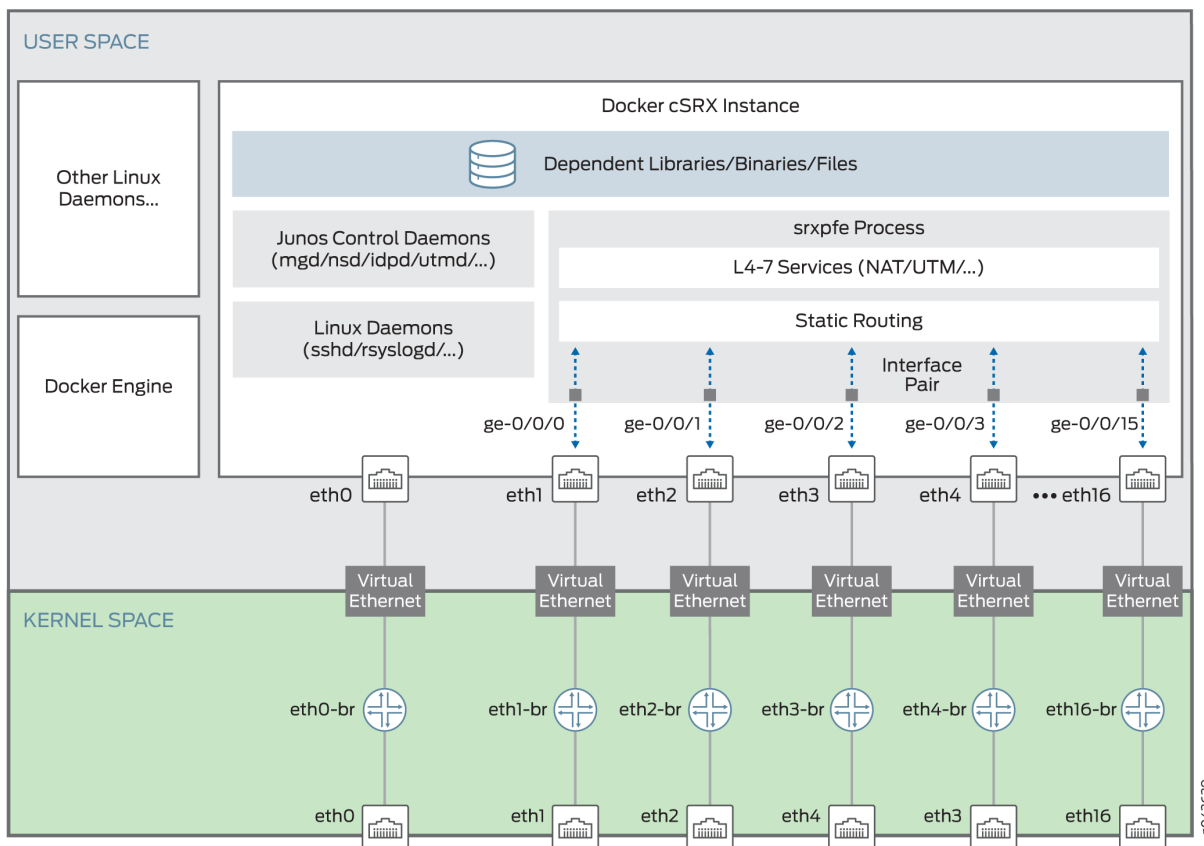 USER SPACE
Docker cSRX Instance
Dependent Libraries/Binaries/Files
Other Linux
Daemons...
Junos Control Daemons
(mgd/nsd/idpd/utmd/...)
srxpfe Process
L4-7 Services (NAT/UTM/...)
Linux Daemons
(sshd/rsyslogd/...)
Static Routing
Docker Engine
Interface
Pair
ge-0/0/0
ge-0/0/1
ge-0/0/2
ge-0/0/3
ge-0/0/15
eth0
eth1
eth2
eth3
eth4
••• eth16
Virtual
Ethernet
Virtual
Ethernet
Virtual
Ethernet
Virtual
Ethernet
Virtual
Ethernet
Virtual
Ethernet
KERNEL SPACE
eth0-br
eth1-br
eth2-br
eth3-br
eth4-br
eth16-br
eth0
eth1
eth2
eth4
eth3
eth16